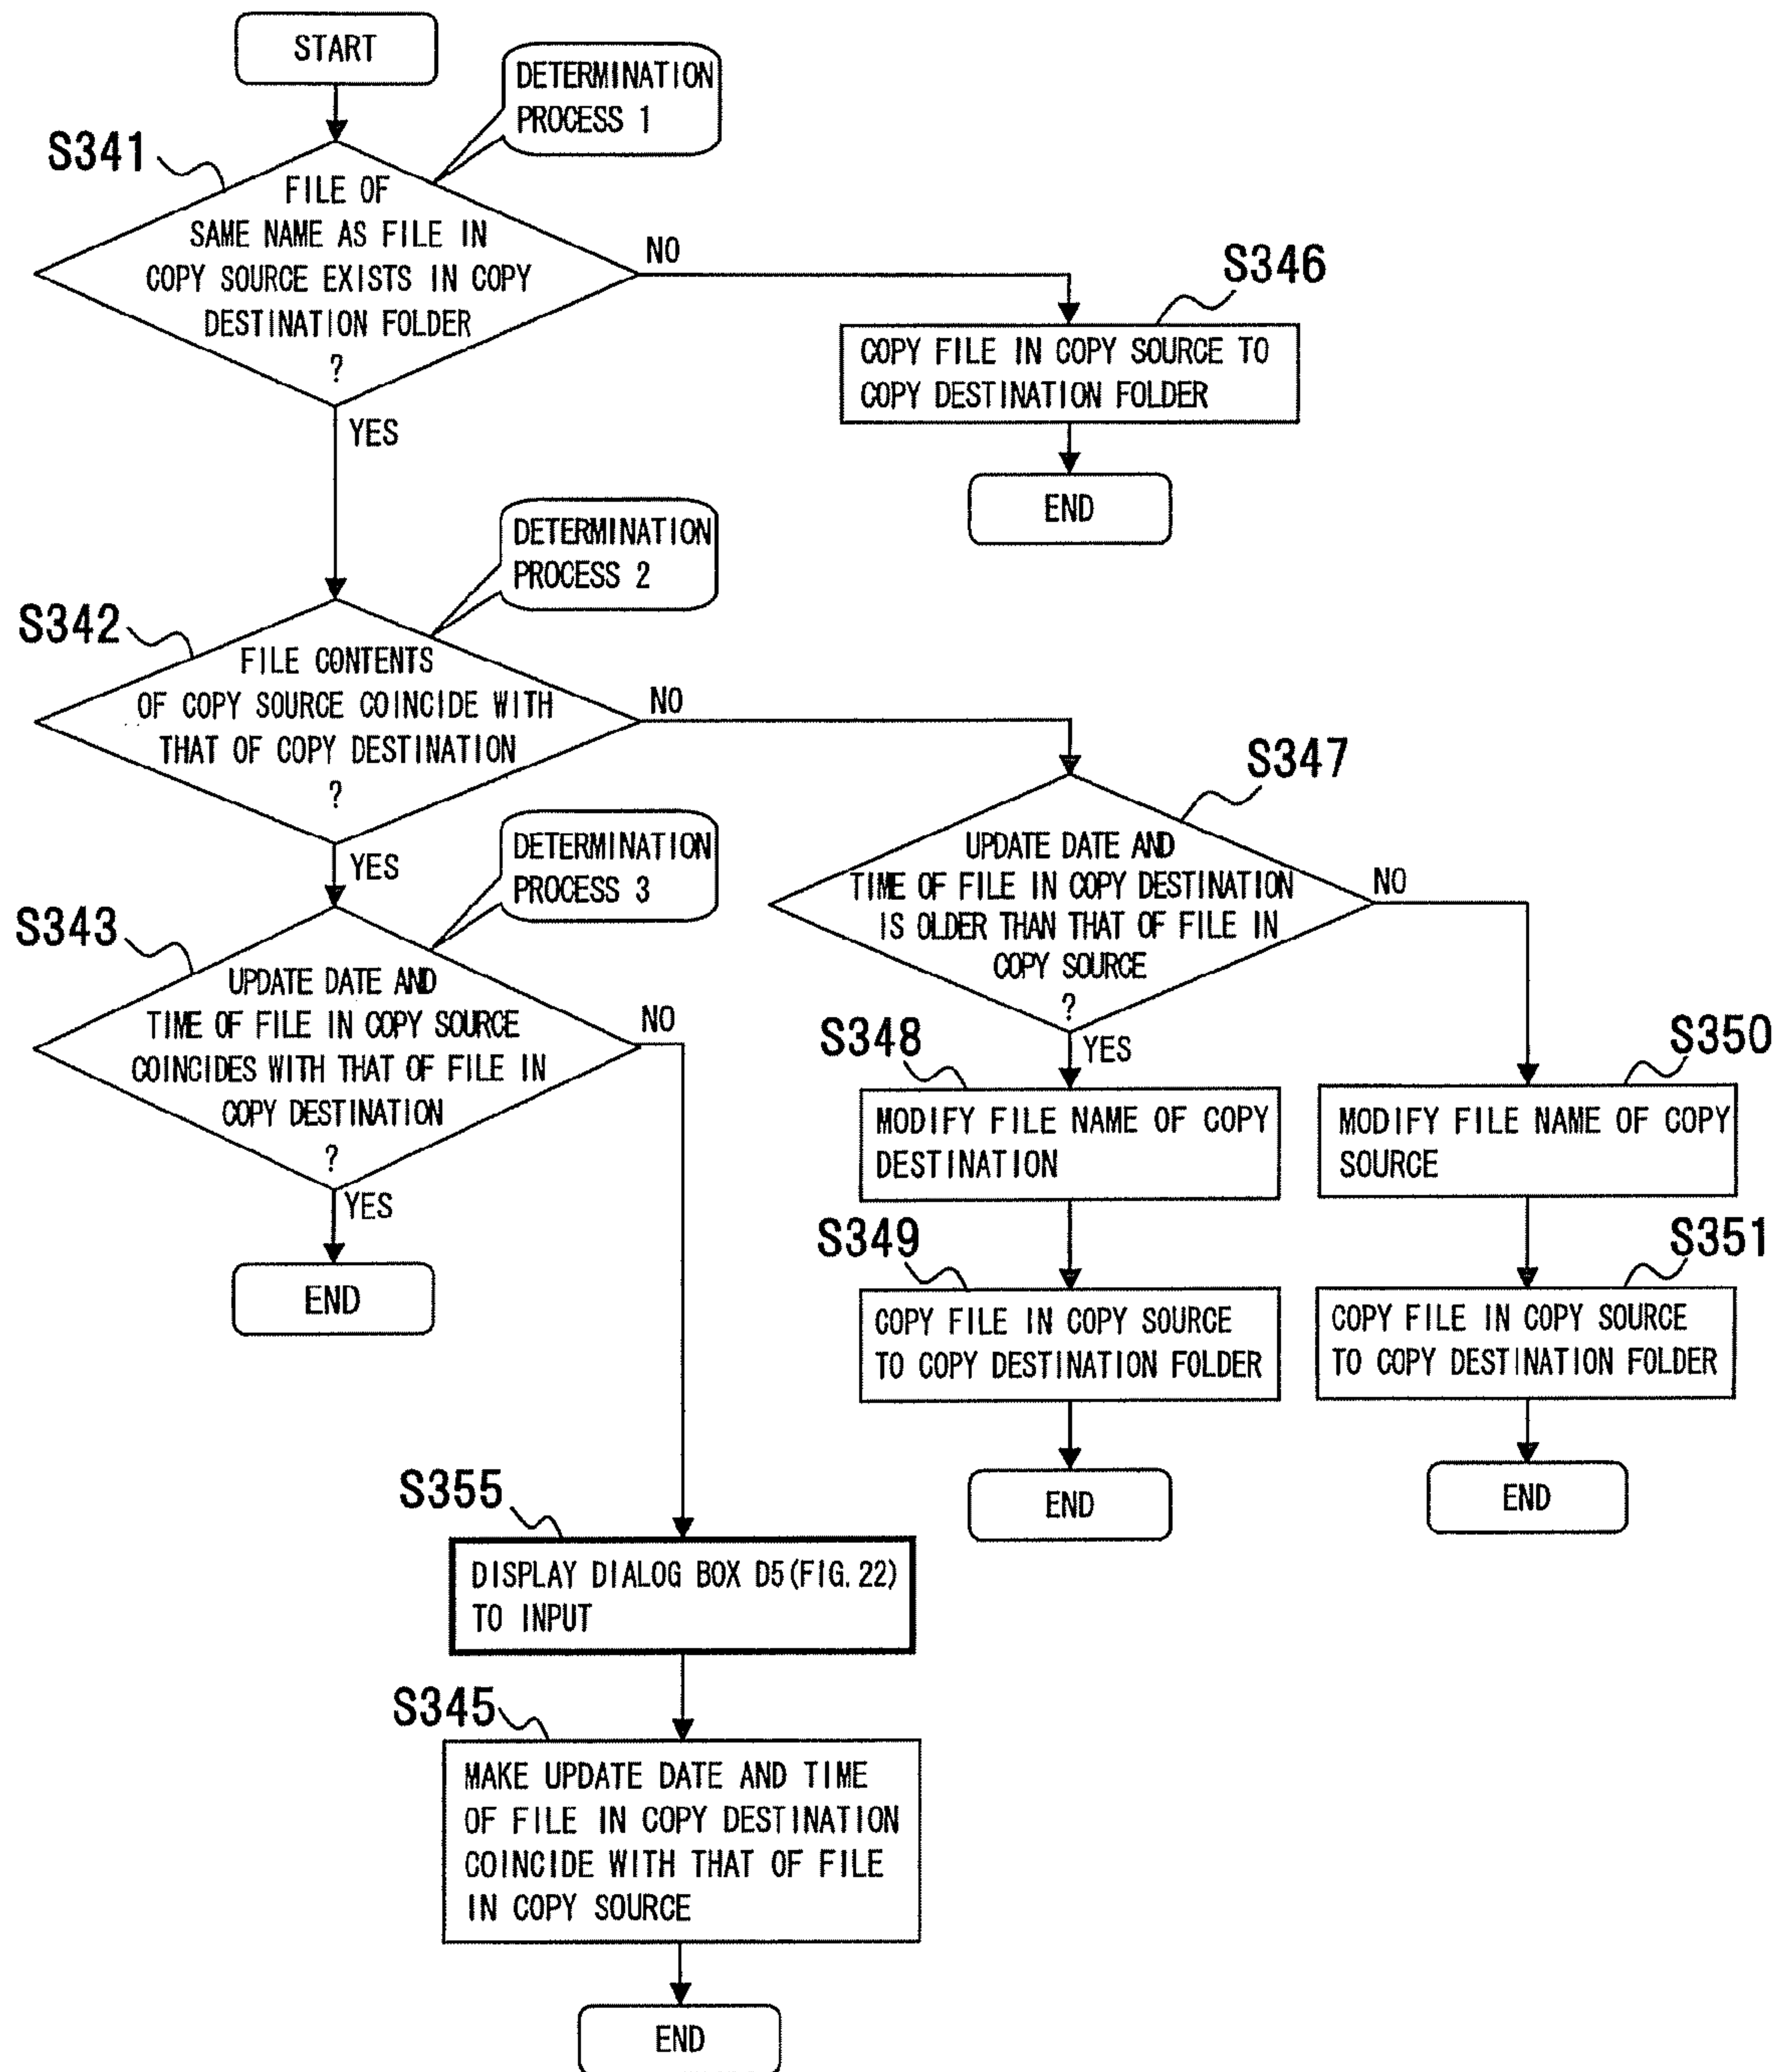 START
DETERMINATION
PROCESS 1
S341
FILE OF
SAME NAME AS FILE IN
COPY SOURCE EXISTS IN COPY
DESTINATION FOLDER
?
NO
YES
S346
COPY FILE IN COPY SOURCE TO
COPY DESTINATION FOLDER
END
DETERMINATION
PROCESS 2
S342
FILE CONTENTS
OF COPY SOURCE COINCIDE WITH
THAT OF COPY DESTINATION
?
NO
YES
S347
UPDATE DATE AND
TIME OF FILE IN COPY DESTINATION
IS OLDER THAN THAT OF FILE IN
COPY SOURCE
?
NO
YES
DETERMINATION
PROCESS 3
S343
UPDATE DATE AND
TIME OF FILE IN COPY SOURCE
COINCIDES WITH THAT OF FILE IN
COPY DESTINATION
?
NO
YES
END
S348
MODIFY FILE NAME OF COPY
DESTINATION
S349
COPY FILE IN COPY SOURCE
TO COPY DESTINATION FOLDER
END
S350
MODIFY FILE NAME OF COPY
SOURCE
S351
COPY FILE IN COPY SOURCE
TO COPY DESTINATION FOLDER
END
S355
DISPLAY DIALOG BOX D5(FIG.22)
TO INPUT
S345
MAKE UPDATE DATE AND TIME
OF FILE IN COPY DESTINATION
COINCIDE WITH THAT OF FILE
IN COPY SOURCE
END